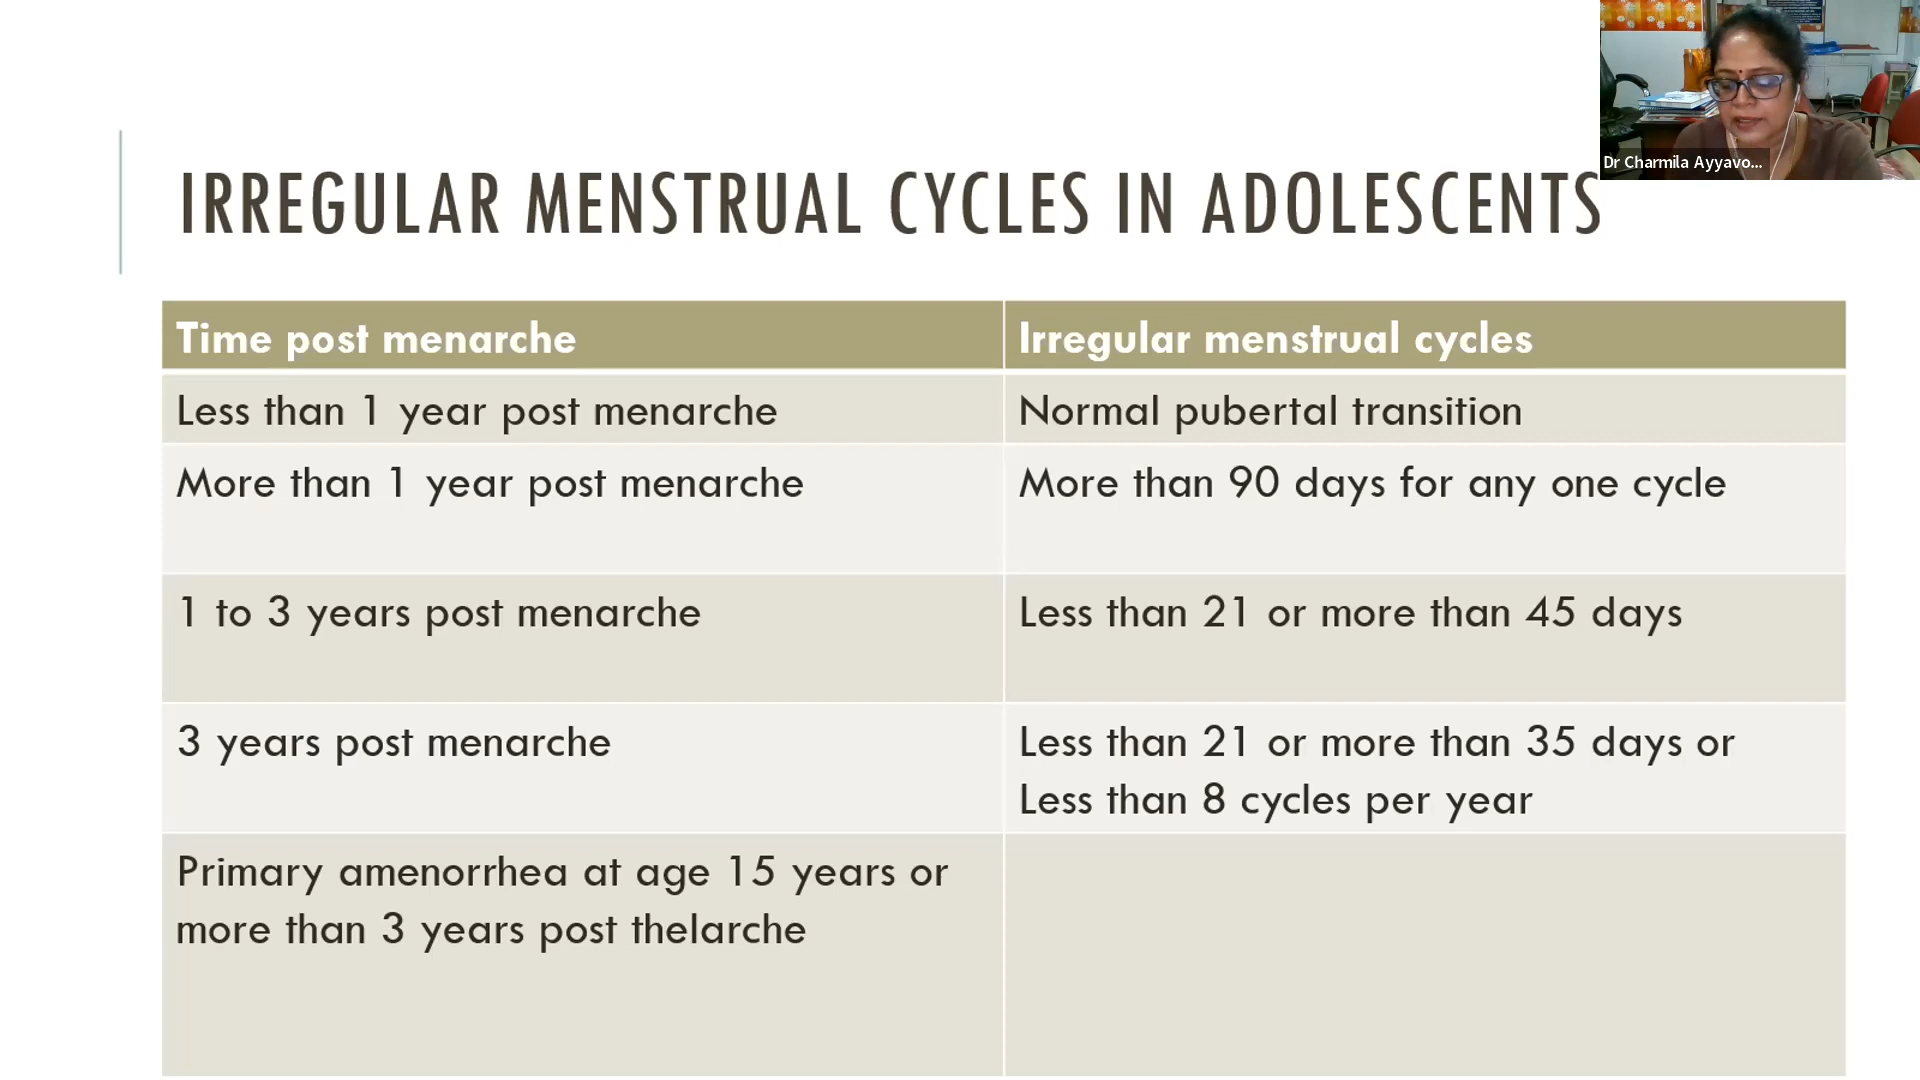 Dr Charmila Ayyavo...
IRREGULAR MENSTRUAL CYCLES IN ADOLESCENTS
Time post menarche
Irregular menstrual cycles
Less than 1 year post menarche
Normal pubertal transition
More than 1 year post menarche
More than 90 days for any one cycle
1 to 3 years post menarche
Less than 21 or more than 45 days
3 years post menarche
Less than 21 or more than 35 days or
Less than 8 cycles per year
Primary amenorrhea at age 15 years or
more than 3 years post thelarche